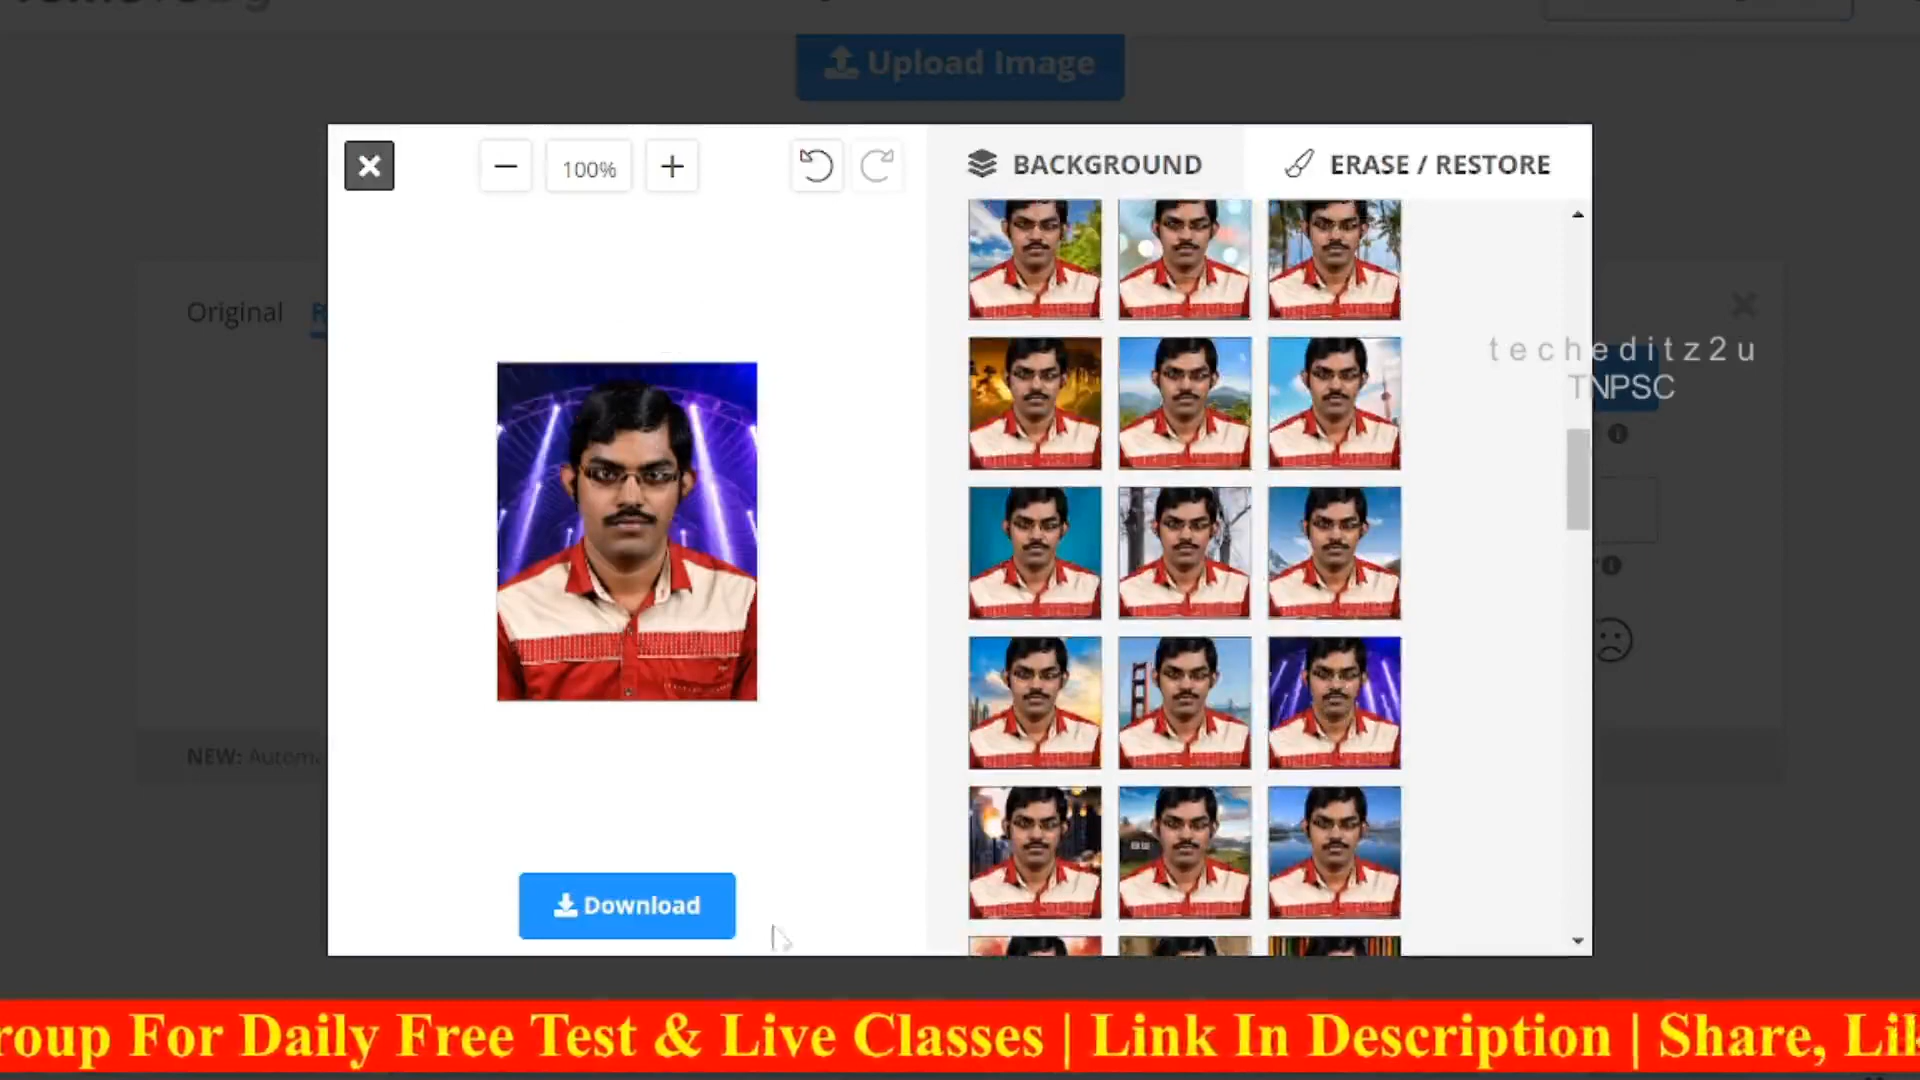 Upload Image
100%
BACKGROUND
ERASE / RESTORE
Original
techeditz2u
TNPSC
NEW: Automa
Download
roup For Daily Free Test & Live Classes | Link In Description | Share, Lik